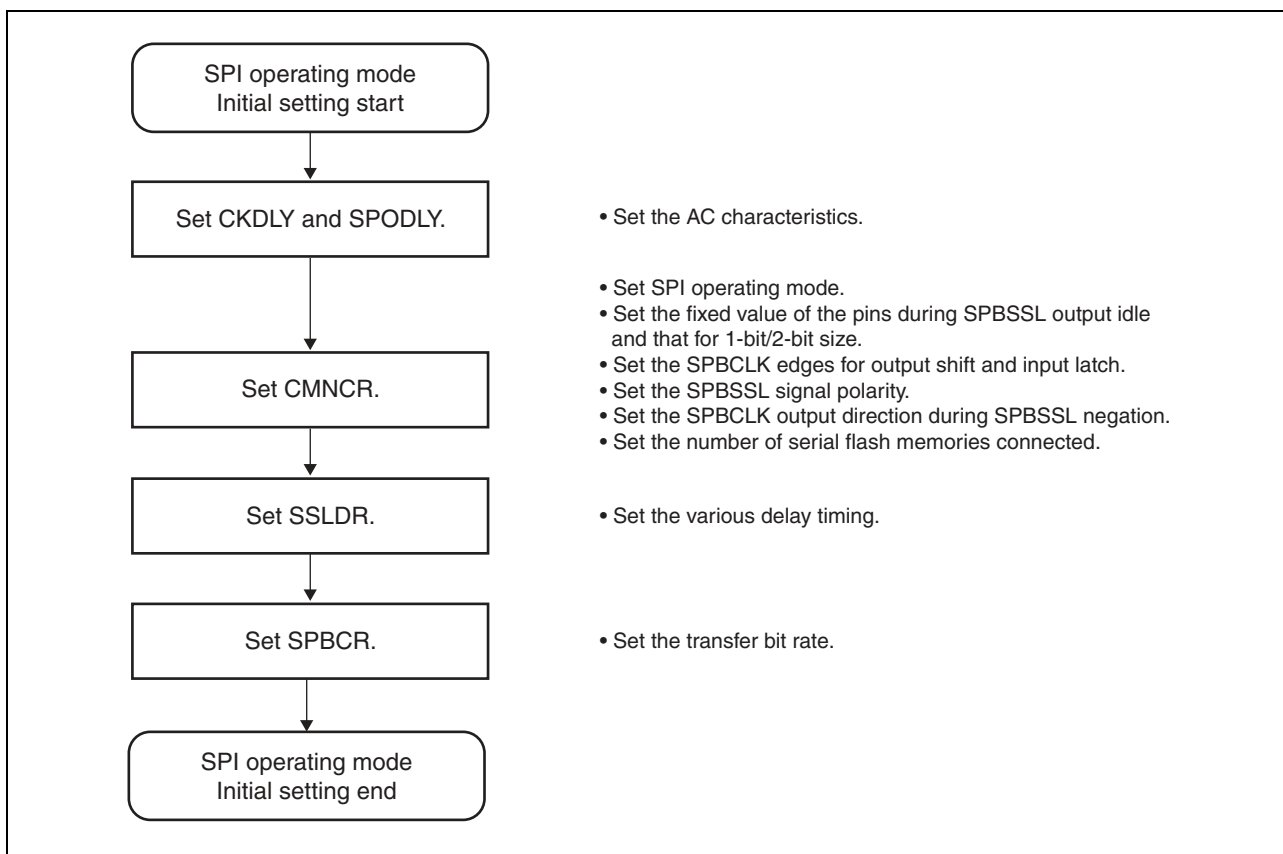 SPI operating mode
Initial setting start
Set CKDLY and SPODLY.
• Set the AC characteristics.
• Set SPI operating mode.
• Set the fixed value of the pins during SPBSSL output idle
and that for 1-bit/2-bit size.
• Set the SPBCLK edges for output shift and input latch.
Set CMNCR.
• Set the SPBSSL signal polarity.
• Set the SPBCLK output direction during SPBSSL negation.
• Set the number of serial flash memories connected.
Set SSLDR.
• Set the various delay timing.
Set SPBCR.
• Set the transfer bit rate.
SPI operating mode
Initial setting end